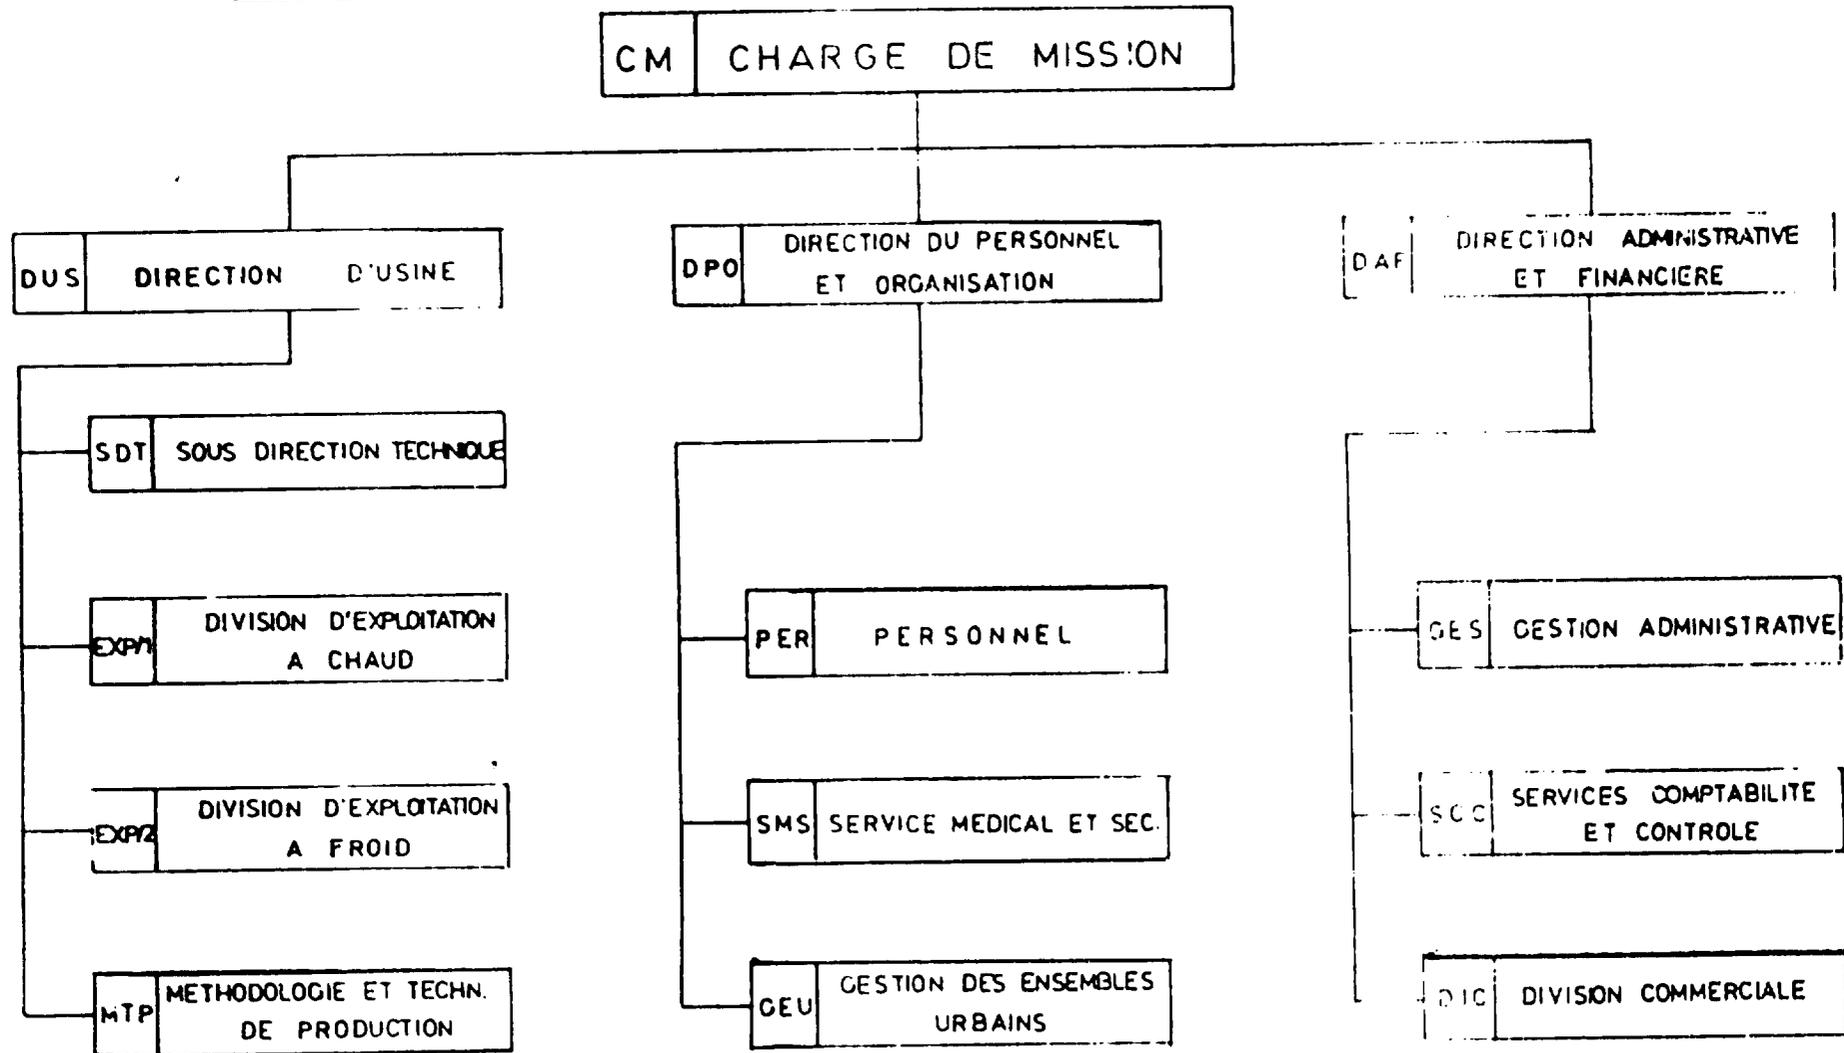 CM CHARGE DE MISSION
DUS DIRECTION D'USINE
DPO DIRECTION DU PERSONNEL
ET ORGANISATION
DAF DIRECTION ADMINISTRATIVE
ET FINANCIERE
SDT SOUS DIRECTION TECHNIQUE
EXP/1 DIVISION D'EXPLOITATION
A CHAUD
EXP/2 DIVISION D'EXPLOITATION
A FROID
MTP METHODOLOGIE ET TECHN.
DE PRODUCTION
PER PERSONNEL
SMS SERVICE MEDICAL ET SEC.
GEU GESTION DES ENSEMBLES
URBAINS
GES GESTION ADMINISTRATIVE
SCC SERVICES COMPTABILITE
ET CONTROLE
DIC DIVISION COMMERCIALE